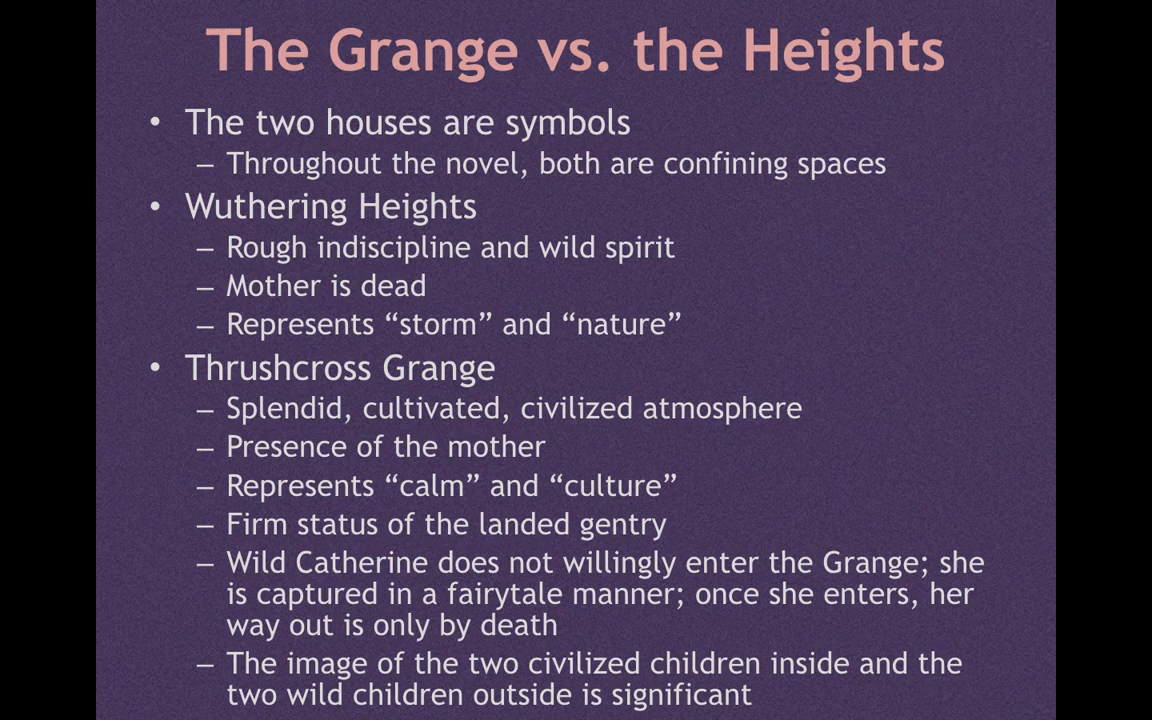 The Grange vs. the Heights
• The two houses are symbols
– Throughout the novel, both are confining spaces
• Wuthering Heights
– Rough indiscipline and wild spirit
– Mother is dead
– Represents “storm” and “nature”
• Thrushcross Grange
– Splendid, cultivated, civilized atmosphere
– Presence of the mother
– Represents “calm” and “culture”
– Firm status of the landed gentry
– Wild Catherine does not willingly enter the Grange; she
is captured in a fairytale manner; once she enters, her
way out is only by death
– The image of the two civilized children inside and the
two wild children outside is significant